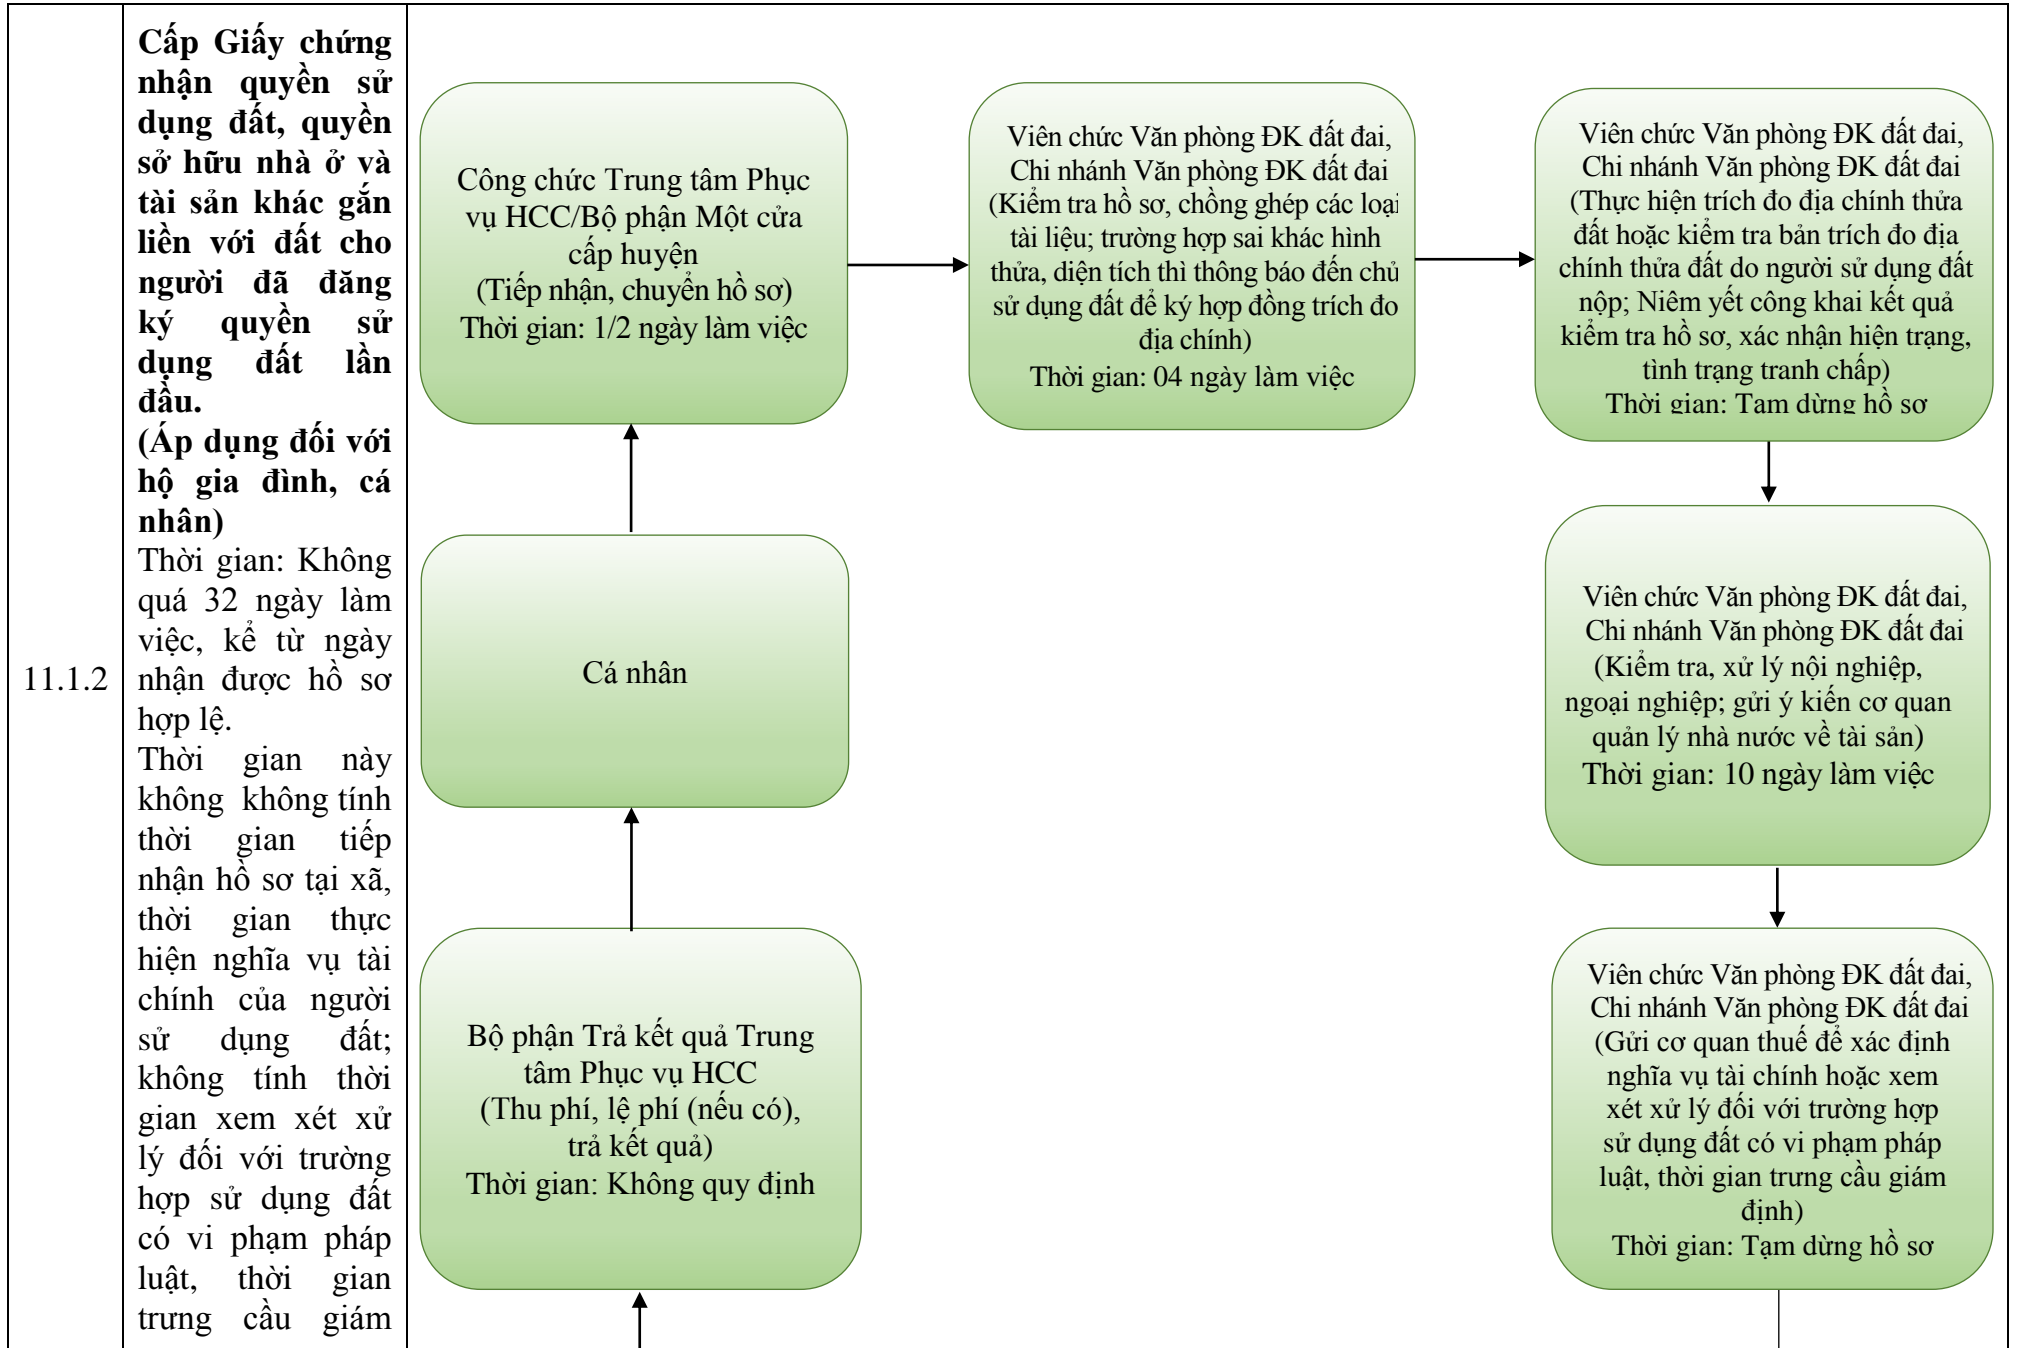 11.1.2
Cấp Giấy chứng
nhận quyền sử
dụng đất, quyền
sở hữu nhà ở và
tài sản khác gắn
liền với đất cho
người đã đăng
ký quyền sử
dụng đất lần
đầu.
(Áp dụng đối với
hộ gia đình, cá
nhân)
Thời gian: Không
quá 32 ngày làm
việc, kể từ ngày
nhận được hồ sơ
hợp lệ.
Thời gian này
không không tính
thời gian tiếp
nhận hồ sơ tại xã,
thời gian thực
hiện nghĩa vụ tài
chính của người
sử dụng đất;
không tính thời
gian xem xét xử
lý đối với trường
hợp sử dụng đất
có vi phạm pháp
luật, thời gian
trưng cầu giám
Công chức Trung tâm Phục
vụ HCC/Bộ phận Một cửa
cấp huyện
(Tiếp nhận, chuyển hồ sơ)
Thời gian: 1/2 ngày làm việc
Viên chức Văn phòng ĐK đất đai,
Chi nhánh Văn phòng ĐK đất đai
(Kiểm tra hồ sơ, chồng ghép các loại
tài liệu; trường hợp sai khác hình
thửa, diện tích thì thông báo đến chủ
sử dụng đất để ký hợp đồng trích đo
địa chính)
Thời gian: 04 ngày làm việc
Viên chức Văn phòng ĐK đất đai,
Chi nhánh Văn phòng ĐK đất đai
(Thực hiện trích đo địa chính thửa
đất hoặc kiểm tra bản trích đo địa
chính thửa đất do người sử dụng đất
nộp; Niêm yết công khai kết quả
kiểm tra hồ sơ, xác nhận hiện trạng,
tình trạng tranh chấp)
Thời gian: Tạm dừng hồ sơ
Viên chức Văn phòng ĐK đất đai,
Chi nhánh Văn phòng ĐK đất đai
(Kiểm tra, xử lý nội nghiệp,
ngoại nghiệp; gửi ý kiến cơ quan
quản lý nhà nước về tài sản)
Thời gian: 10 ngày làm việc
Viên chức Văn phòng ĐK đất đai,
Chi nhánh Văn phòng ĐK đất đai
(Gửi cơ quan thuế để xác định
nghĩa vụ tài chính hoặc xem
xét xử lý đối với trường hợp
sử dụng đất có vi phạm pháp
luật, thời gian trưng cầu giám
định)
Thời gian: Tạm dừng hồ sơ
Cá nhân
Bộ phận Trả kết quả Trung
tâm Phục vụ HCC
(Thu phí, lệ phí (nếu có),
trả kết quả)
Thời gian: Không quy định